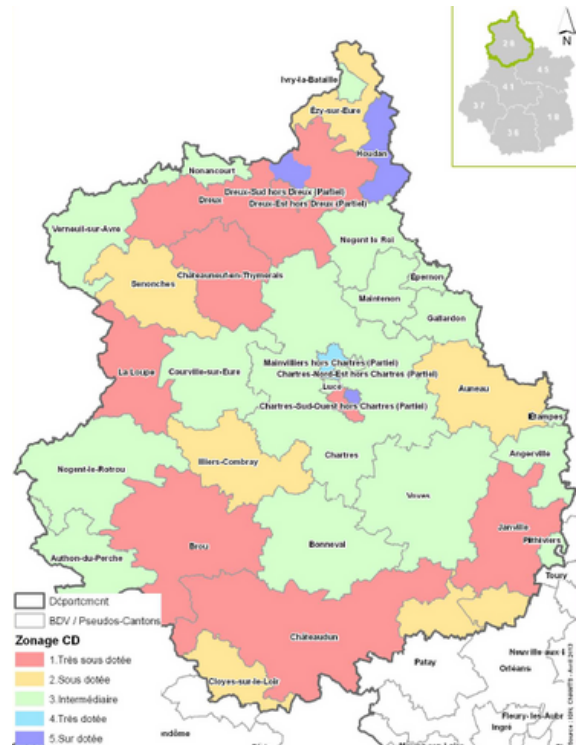 N
28
45
41
37
36
18
Ivry-la-Bataille
Ézy-sur-Eure
Houdan
Nonancourt
Dreux-Sud hors Dreux (Partiel)
Dreux
Dreux-Est hors Dreux (Partiel)
Verneuil-sur-Avre
Nogent le Roi
Châteauneuf-en-Thymerais
Épernon
Senonches
Maintenon
Gallardon
Mainvilliers hors Chartres (Partiel)
La Loupe
Courville-sur-Eure
Chartres-Nord-Est hors Chartres (Partiel)
Lucé
Auneau
Chartres-Sud-Ouest hors Chartres (Partiel)
Étampes
Illiers-Combray
Chartres
Angerville
Nogent-le-Rotrou
Voves
Janville
Brou
Bonneval
Pithiviers
Authon-du-Perche
Toury
Département
BDV / Pseudos-Cantons
Châteaudun
Zonage CD
1.Très sous dotée
2.Sous dotée
3.Intermédiaire
4.Très dotée
5.Sur dotée
Cloyes-sur-le-Loir
Patay
Orléans
Fleury-les-Aubr
Ingré
endôme